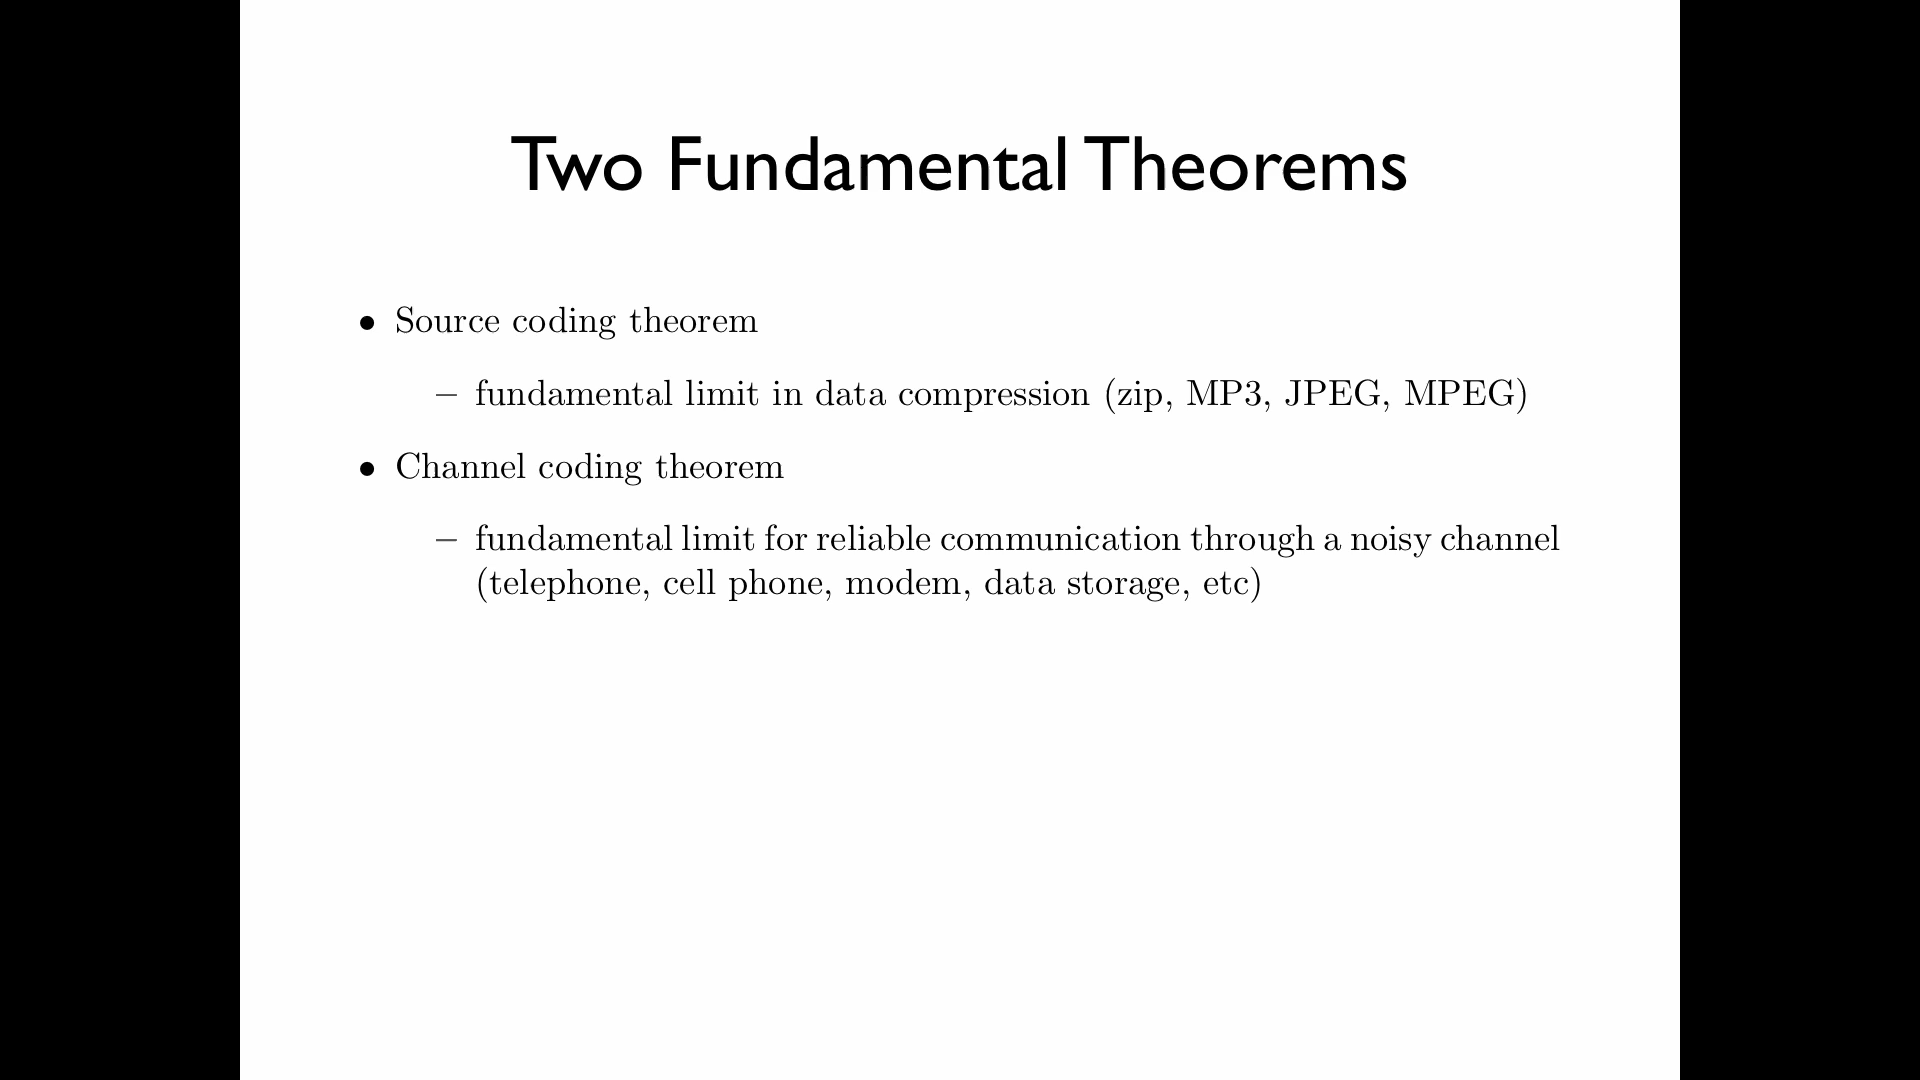 Two Fundamental Theorems
• Source coding theorem
– fundamental limit in data compression (zip, MP3, JPEG, MPEG)
• Channel coding theorem
– fundamental limit for reliable communication through a noisy channel
(telephone, cell phone, modem, data storage, etc)